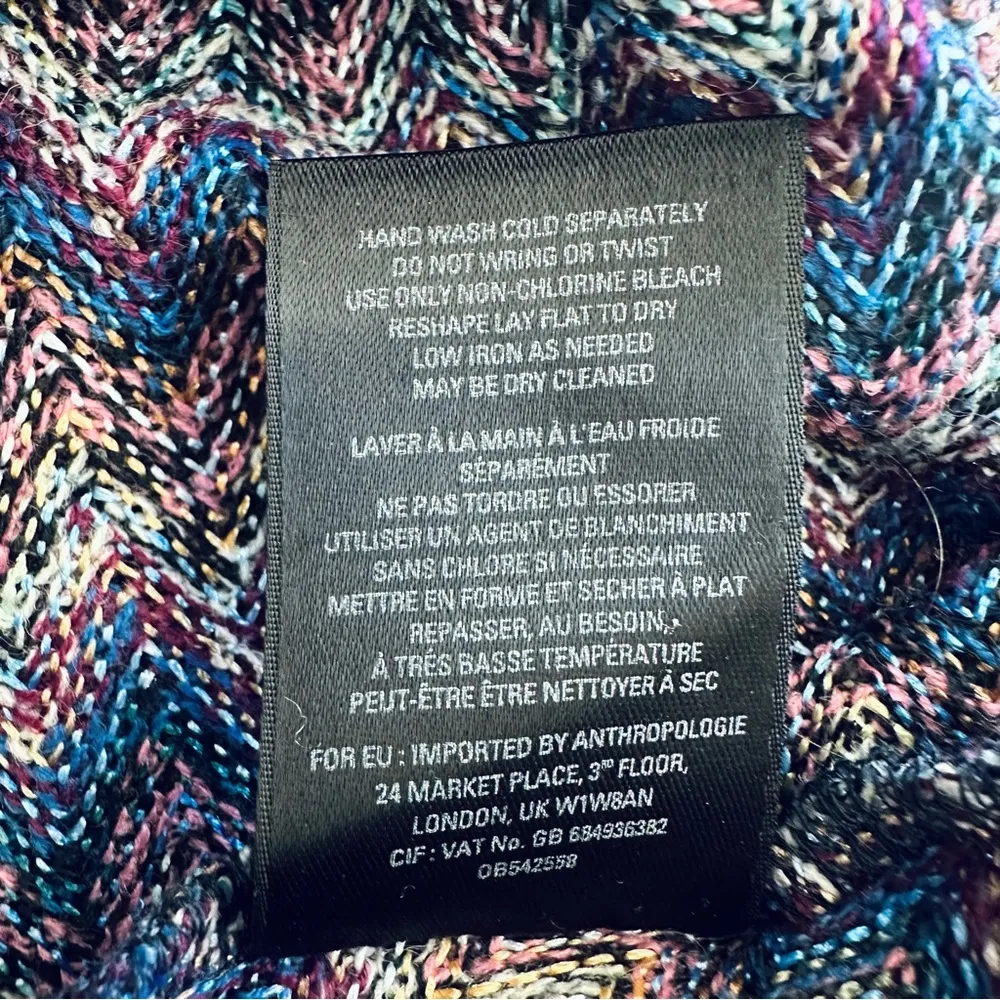 HAND WASH COLD SEPARATELY
DO NOT WRING OR TWIST
USE ONLY NON-CHLORINE BLEACH
RESHAPE LAY FLAT TO DRY
LOW IRON AS NEEDED
MAY BE DRY CLEANED
LAVER À LA MAIN À L'EAU FROIDE
SÉPARÉMENT
NE PAS TORDRE OU ESSORER
UTILISER UN AGENT DE BLANCHIMENT
SANS CHLORE SI NÉCESSAIRE
METTRE EN FORME ET SECHER À PLAT
REPASSER, AU BESOIN,
À TRÉS BASSE TEMPÉRATURE
PEUT-ÊTRE ÊTRE NETTOYER À SEC
FOR EU : IMPORTED BY ANTHROPOLOGIE
24 MARKET PLACE, 3RD FLOOR,
LONDON, UK W1W8AN
CIF : VAT No. GB 684936382
OB542558